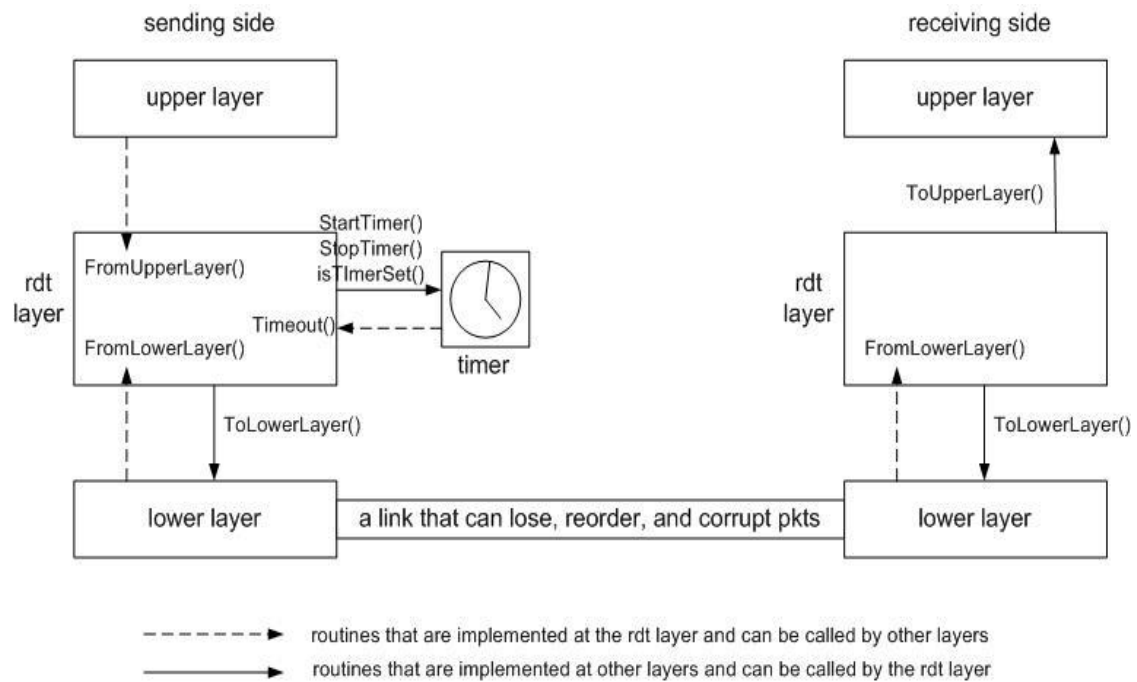 sending side
receiving side
upper layer
upper layer
ToUpperLayer()
StartTimer()
StopTimer()
isTImerSet()
rdt
layer
FromUpperLayer()
Timeout()
FromLowerLayer()
timer
rdt
layer
FromLowerLayer()
ToLowerLayer()
ToLowerLayer()
lower layer
a link that can lose, reorder, and corrupt pkts
lower layer
routines that are implemented at the rdt layer and can be called by other layers
routines that are implemented at other layers and can be called by the rdt layer